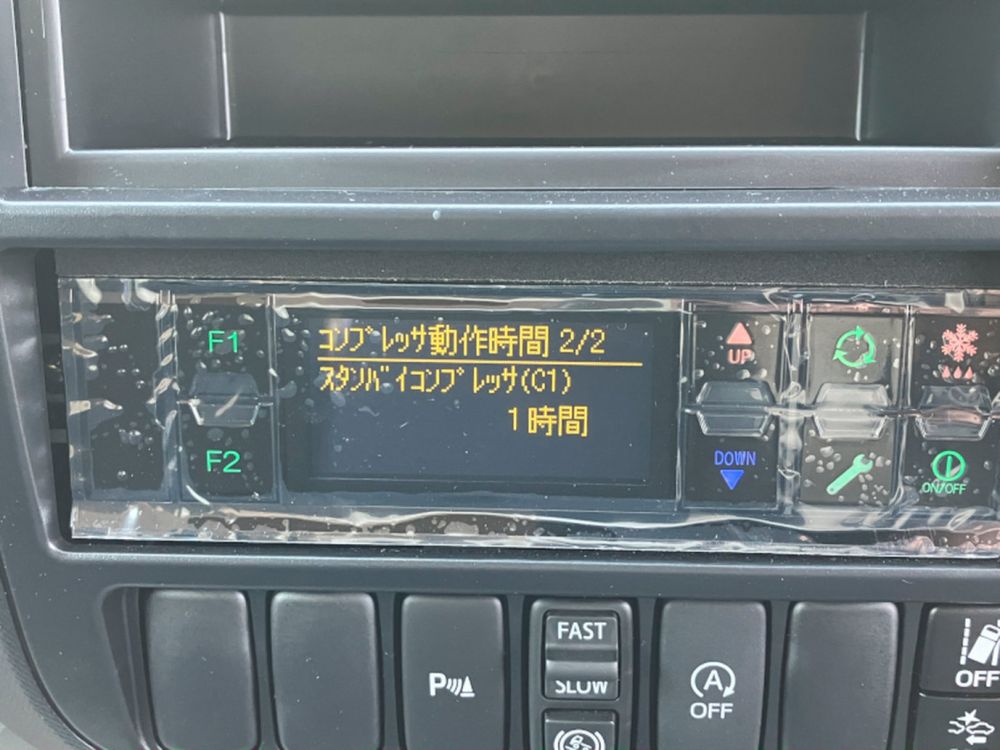 F1
F2
ｺﾝﾌﾟﾚｯｻ動作時間 2/2
ｽﾀﾝﾊﾞｲｺﾝﾌﾟﾚｯｻ(C1)
1時間
UP
DOWN
ON/OFF
P
FAST
SLOW
A
OFF
OFF